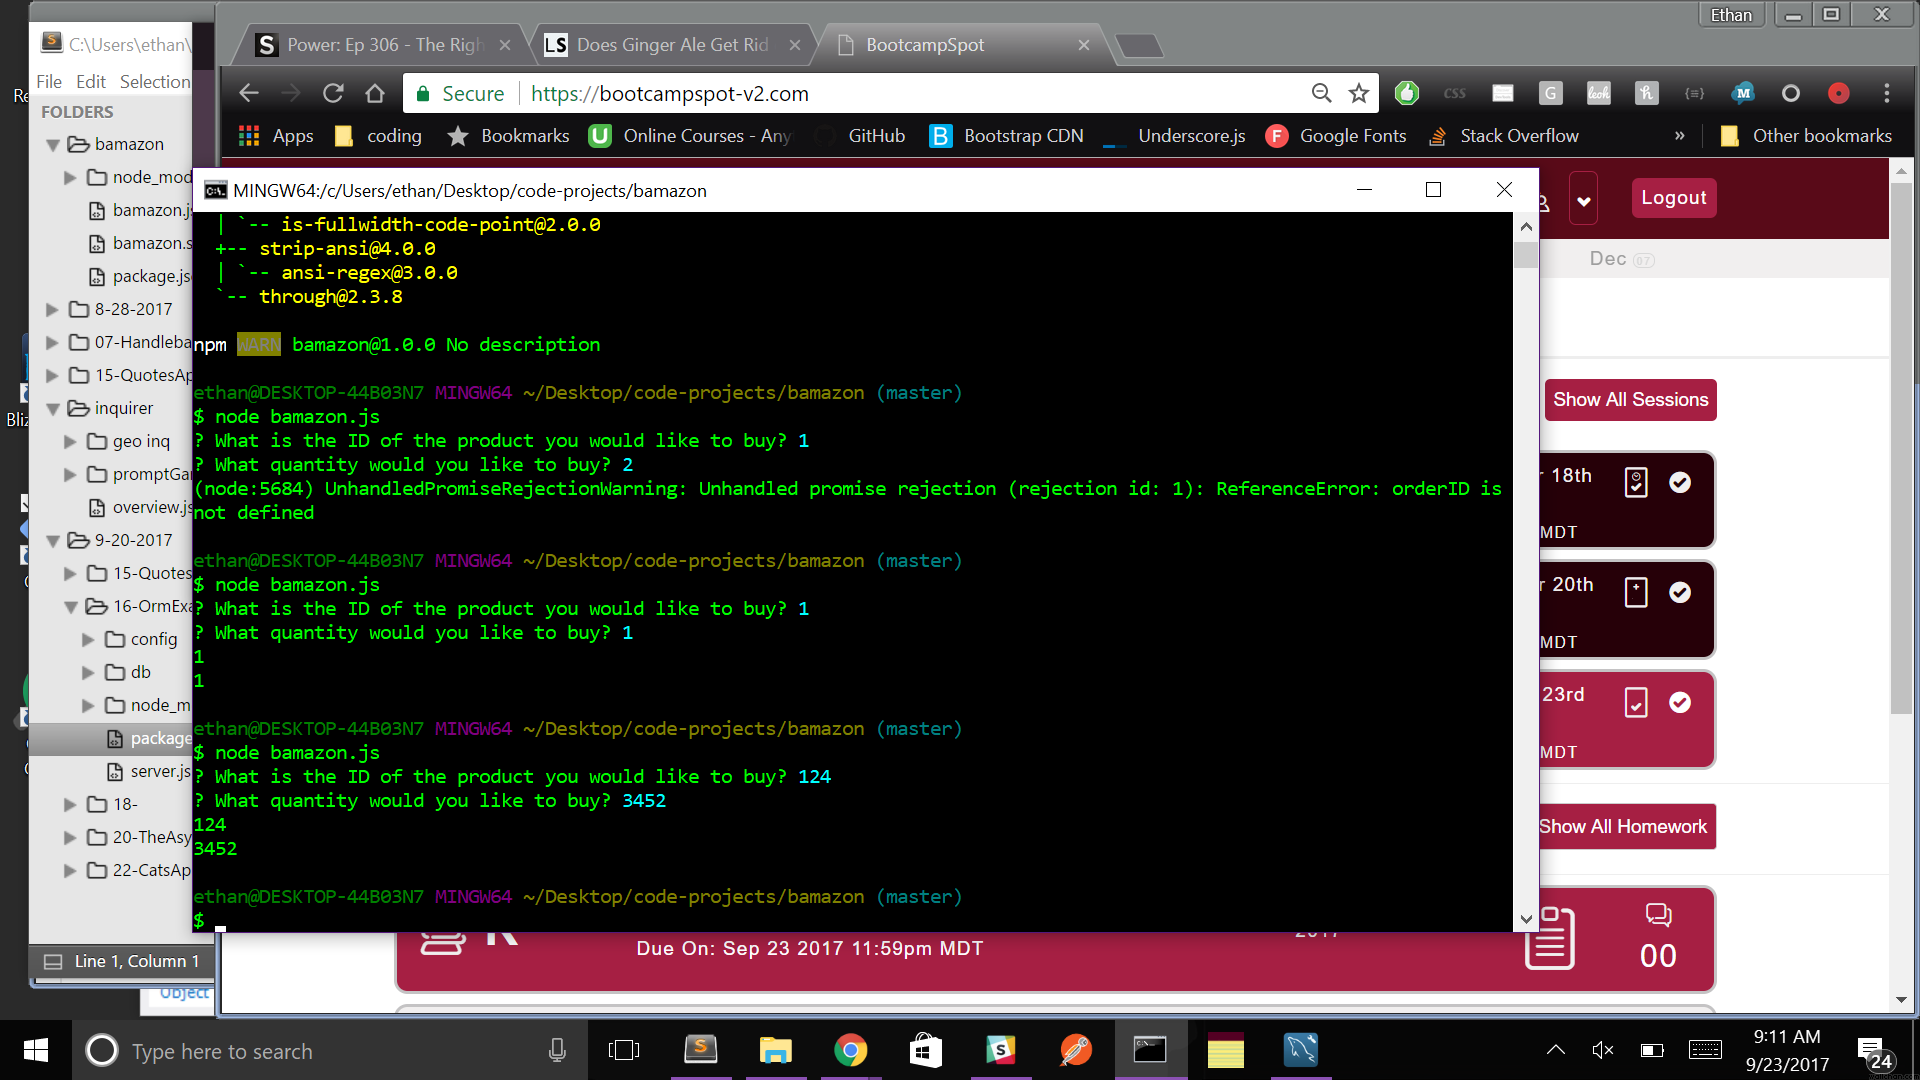 Ethan
C:\Users\ethan\
Power: Ep 306 - The Righ
LS Does Ginger Ale Get Rid
BootcampSpot
File Edit Selection
Secure https://bootcampspot-v2.com
css G leoh h {≡} M
FOLDERS
Apps coding Bookmarks U Online Courses - Any GitHub B Bootstrap CDN Underscore.js F Google Fonts Stack Overflow » Other bookmarks
bamazon
node_mod
bamazon.js
bamazon.s
package.js
8-28-2017
07-Handleba
15-QuotesAp
inquirer
geo inq
promptGar
overview.js
9-20-2017
15-Quotes
16-OrmExa
config
db
node_m
package
server.js
18-
20-TheAsy
22-CatsAp
Line 1, Column 1
Object
MINGW64:/c/Users/ethan/Desktop/code-projects/bamazon
| `-- is-fullwidth-code-point@2.0.0
+-- strip-ansi@4.0.0
| `-- ansi-regex@3.0.0
`-- through@2.3.8
npm WARN bamazon@1.0.0 No description
ethan@DESKTOP-44B03N7 MINGW64 ~/Desktop/code-projects/bamazon (master)
$ node bamazon.js
? What is the ID of the product you would like to buy? 1
? What quantity would you like to buy? 2
(node:5684) UnhandledPromiseRejectionWarning: Unhandled promise rejection (rejection id: 1): ReferenceError: orderID is
not defined
ethan@DESKTOP-44B03N7 MINGW64 ~/Desktop/code-projects/bamazon (master)
$ node bamazon.js
? What is the ID of the product you would like to buy? 1
? What quantity would you like to buy? 1
1
1
ethan@DESKTOP-44B03N7 MINGW64 ~/Desktop/code-projects/bamazon (master)
$ node bamazon.js
? What is the ID of the product you would like to buy? 124
? What quantity would you like to buy? 3452
124
3452
ethan@DESKTOP-44B03N7 MINGW64 ~/Desktop/code-projects/bamazon (master)
$
Logout
Dec 07
Show All Sessions
r 18th
MDT
r 20th
MDT
23rd
MDT
Show All Homework
2017
Due On: Sep 23 2017 11:59pm MDT
00
Type here to search
9:11 AM
9/23/2017
24